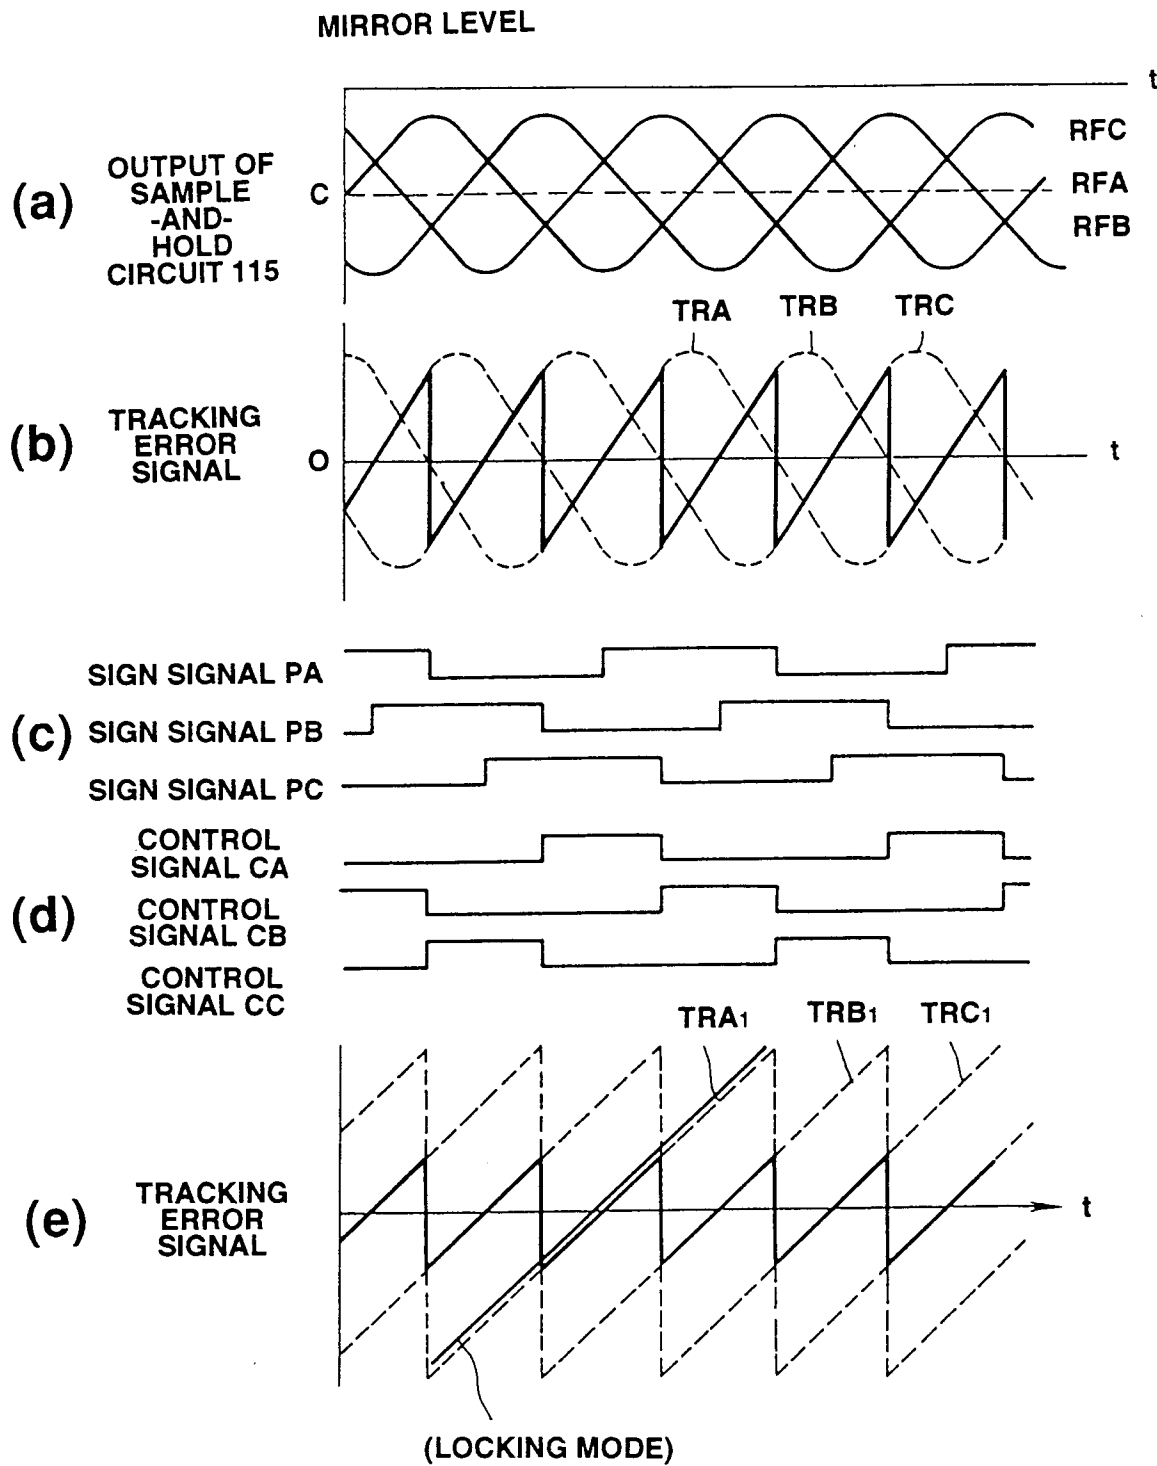 MIRROR LEVEL
t
(a)
OUTPUT OF
SAMPLE
-AND-
HOLD
CIRCUIT 115
C
RFC
RFA
RFB
TRA
TRB
TRC
(b)
TRACKING
ERROR
SIGNAL
O
t
(c)
SIGN SIGNAL PA
SIGN SIGNAL PB
SIGN SIGNAL PC
(d)
CONTROL
SIGNAL CA
CONTROL
SIGNAL CB
CONTROL
SIGNAL CC
TRA1
TRB1
TRC1
(e)
TRACKING
ERROR
SIGNAL
t
(LOCKING MODE)